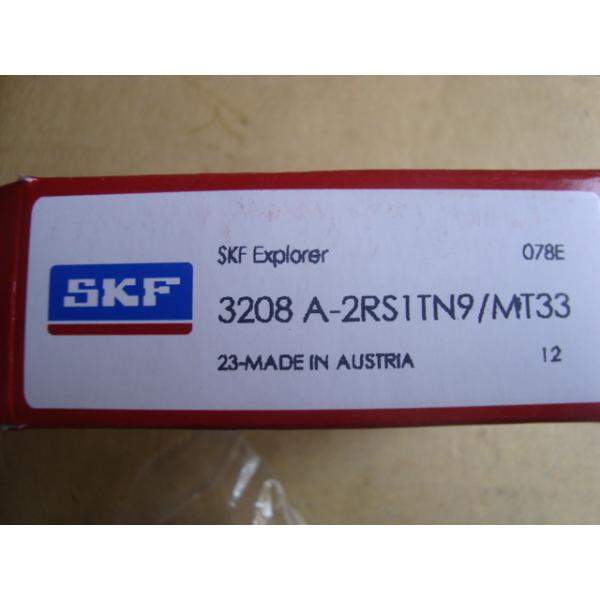 SKF
SKF Explorer 078E
3208 A-2RS1TN9/MT33
23-MADE IN AUSTRIA 12